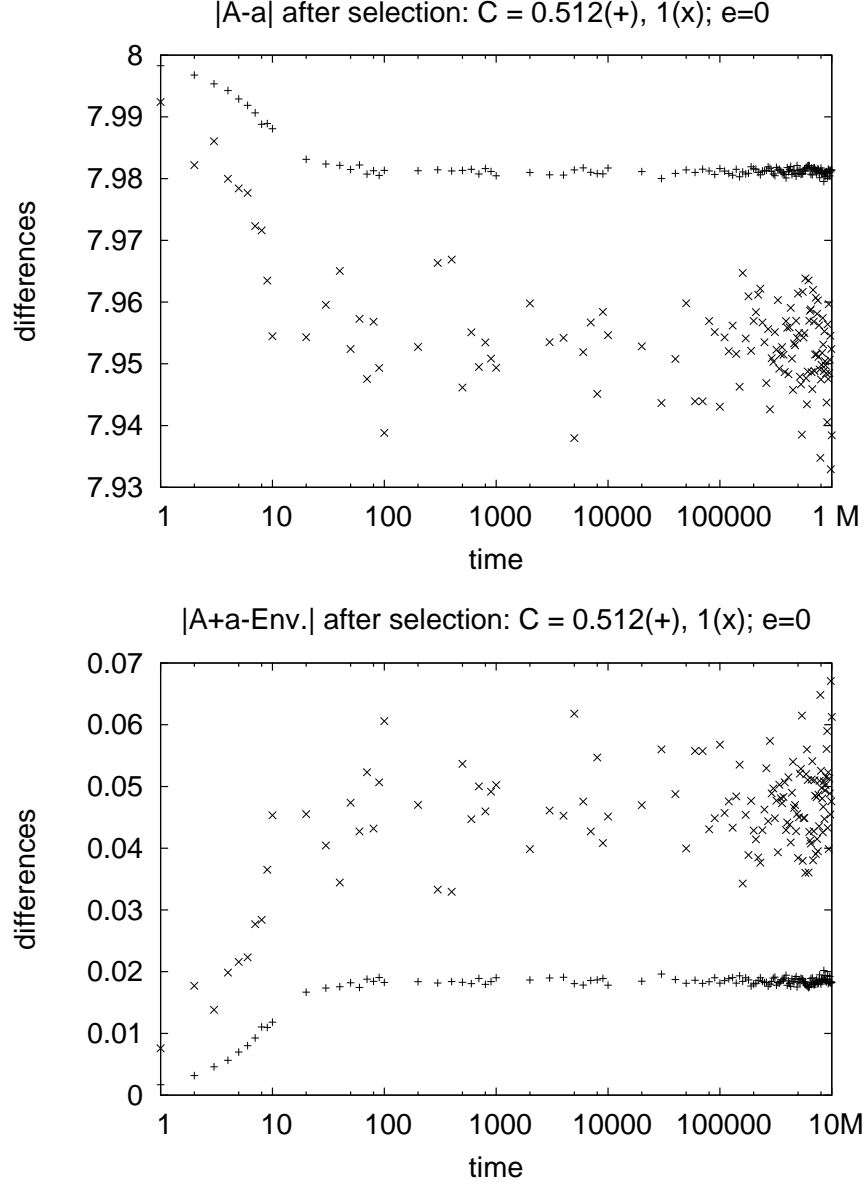 |A-a| after selection: C = 0.512(+), 1(x); e=0
8
7.99
7.98
7.97
7.96
7.95
7.94
7.93
differences
1 10 100 1000 10000 100000 1 M
time
|A+a-Env.| after selection: C = 0.512(+), 1(x); e=0
0.07
0.06
0.05
0.04
0.03
0.02
0.01
0
differences
1 10 100 1000 10000 100000 10M
time